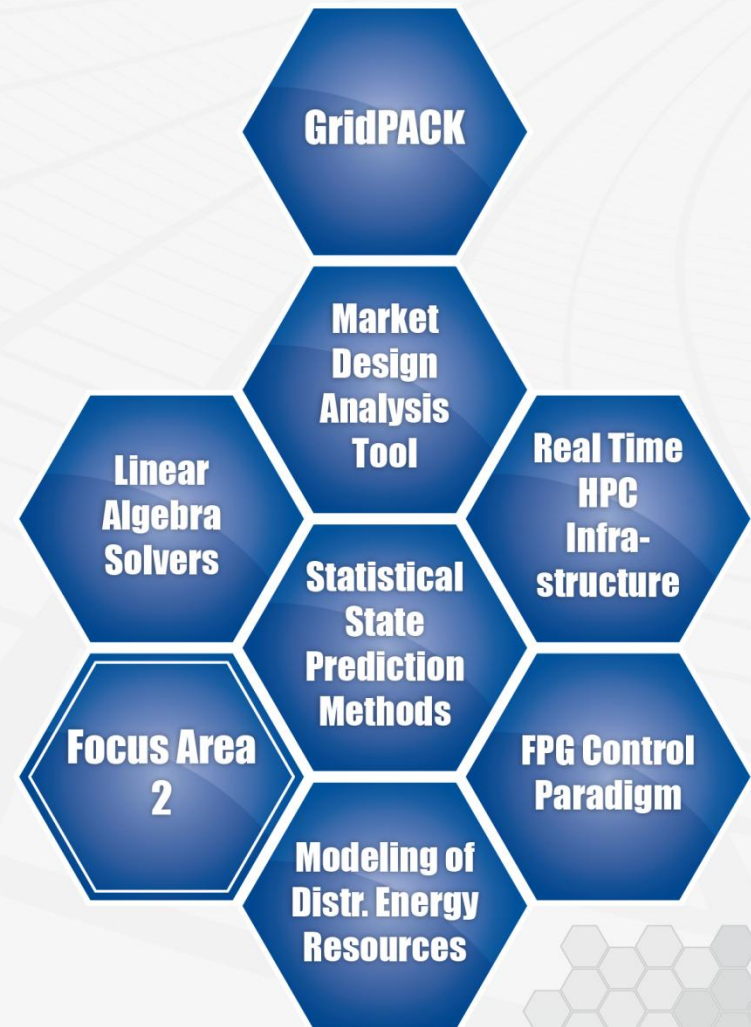 GridPACK
Market
Design
Analysis
Tool
Linear
Algebra
Solvers
Real Time
HPC
Infra-
structure
Statistical
State
Prediction
Methods
Focus Area
2
FPG Control
Paradigm
Modeling of
Distr. Energy
Resources